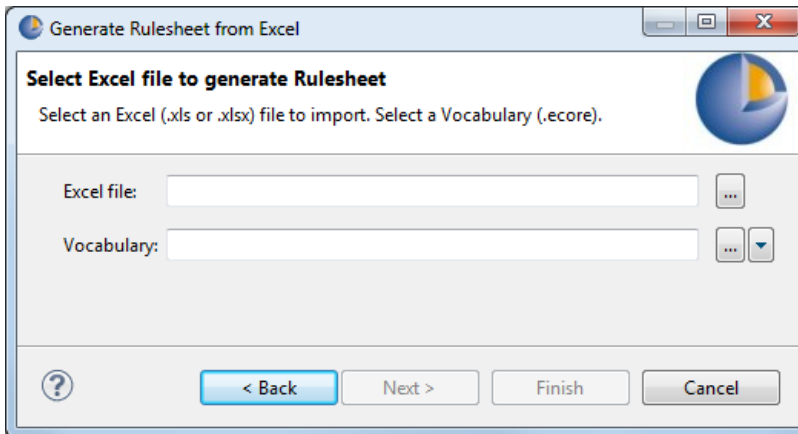 Generate Rulesheet from Excel
Select Excel file to generate Rulesheet
Select an Excel (.xls or .xlsx) file to import. Select a Vocabulary (.ecore).
Excel file:
...
Vocabulary:
...
?
< Back
Next >
Finish
Cancel